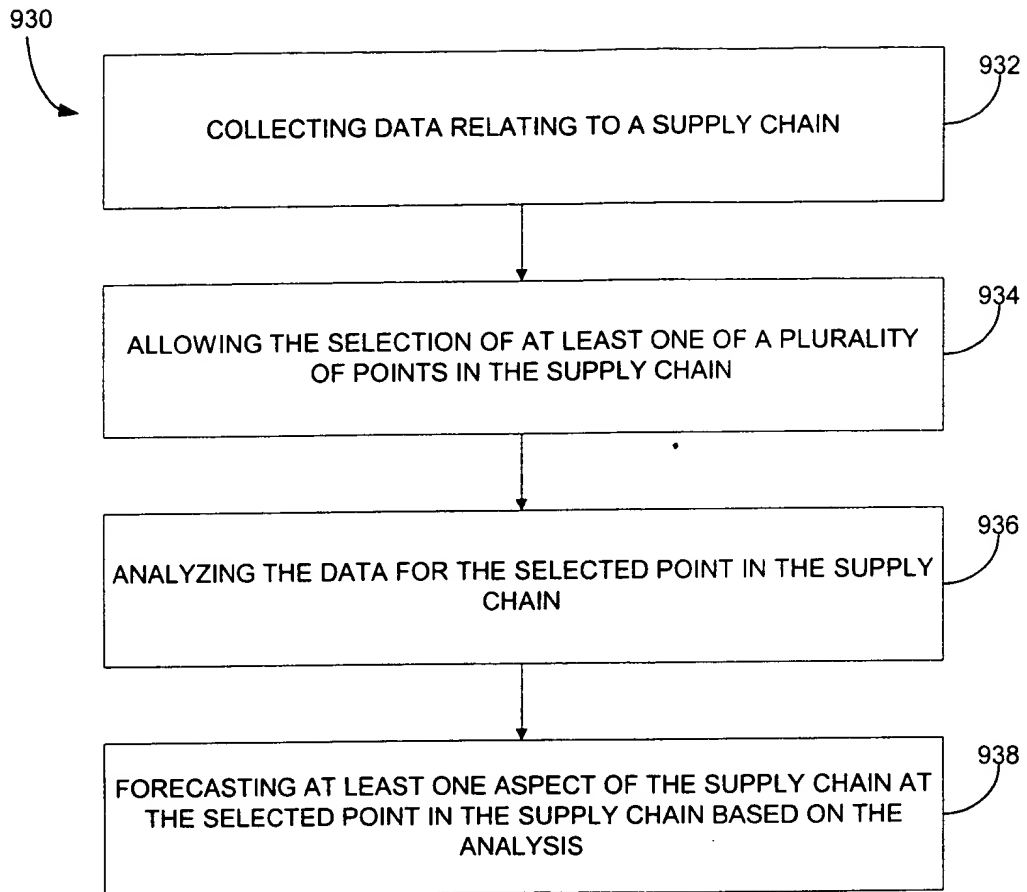 930
932
COLLECTING DATA RELATING TO A SUPPLY CHAIN
934
ALLOWING THE SELECTION OF AT LEAST ONE OF A PLURALITY
OF POINTS IN THE SUPPLY CHAIN
936
ANALYZING THE DATA FOR THE SELECTED POINT IN THE SUPPLY
CHAIN
938
FORECASTING AT LEAST ONE ASPECT OF THE SUPPLY CHAIN AT
THE SELECTED POINT IN THE SUPPLY CHAIN BASED ON THE
ANALYSIS